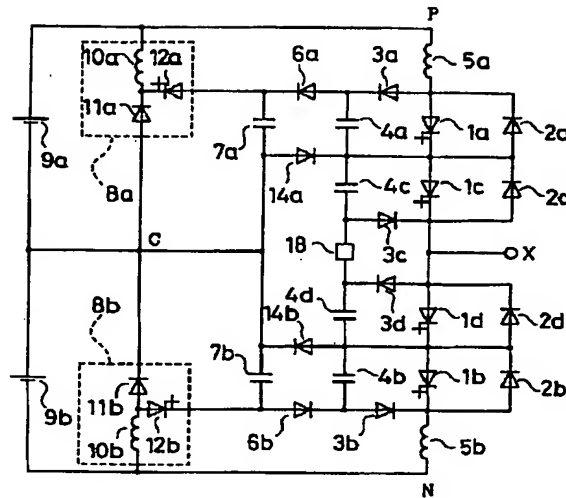 P
10a 12a 6a 3a 5a
11a 4a 1a 2a
9a 7a
14a 4c 1c
8a
18 3c
C X
8b 4d 3d
14b 1d 2d
7b
11b 4b 1b 2b
9b
12b
10b 6b 3b 5b
N